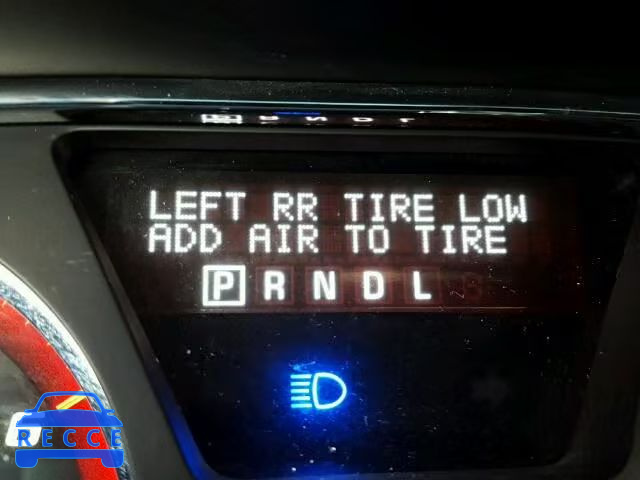 LEFT RR TIRE LOW
ADD AIR TO TIRE
P R N D L
RECCE